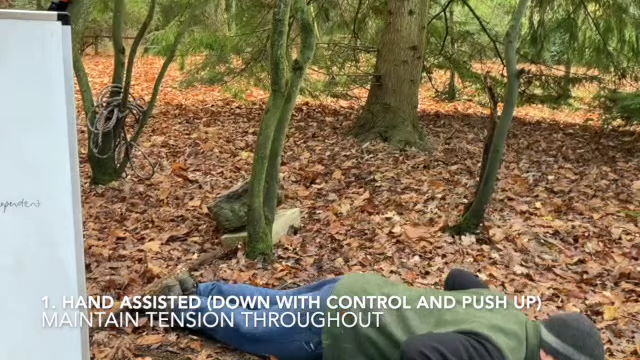 1. HAND ASSISTED (DOWN WITH CONTROL AND PUSH UP)
MAINTAIN TENSION THROUGHOUT